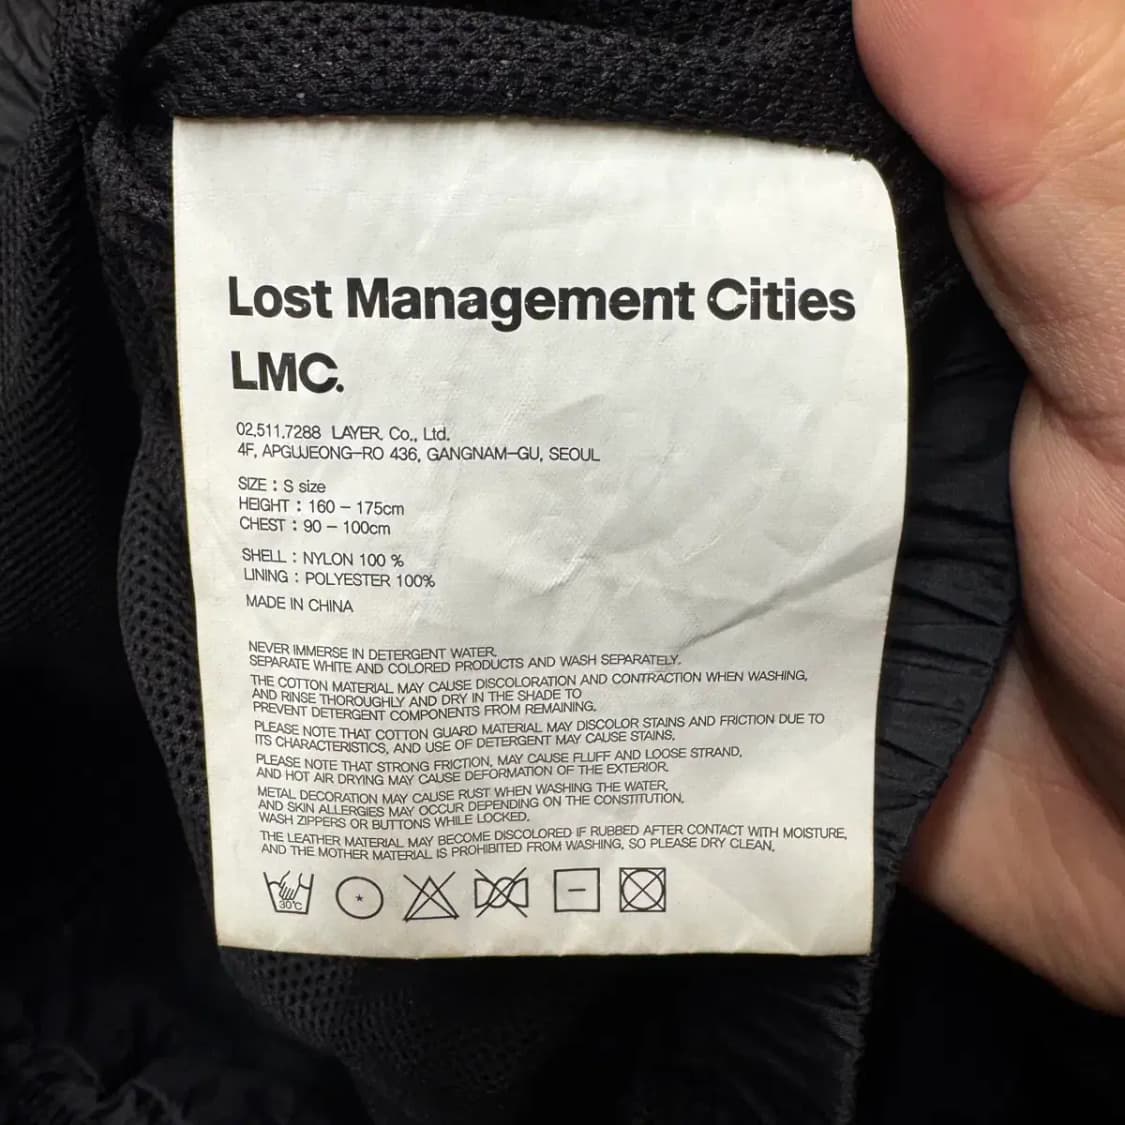 Lost Management Cities
LMC.
02.511.7288 LAYER Co., Ltd.
4F, APGUJEONG-RO 436, GANGNAM-GU, SEOUL
SIZE : S size
HEIGHT : 160 - 175cm
CHEST : 90 - 100cm
SHELL : NYLON 100 %
LINING : POLYESTER 100%
MADE IN CHINA
NEVER IMMERSE IN DETERGENT WATER.
SEPARATE WHITE AND COLORED PRODUCTS AND WASH SEPARATELY.
THE COTTON MATERIAL MAY CAUSE DISCOLORATION AND CONTRACTION WHEN WASHING,
AND RINSE THOROUGHLY AND DRY IN THE SHADE TO
PREVENT DETERGENT COMPONENTS FROM REMAINING.
PLEASE NOTE THAT COTTON GUARD MATERIAL MAY DISCOLOR STAINS AND FRICTION DUE TO
ITS CHARACTERISTICS, AND USE OF DETERGENT MAY CAUSE STAINS.
PLEASE NOTE THAT STRONG FRICTION, MAY CAUSE FLUFF AND LOOSE STRAND,
AND HOT AIR DRYING MAY CAUSE DEFORMATION OF THE EXTERIOR.
METAL DECORATION MAY CAUSE RUST WHEN WASHING THE WATER,
AND SKIN ALLERGIES MAY OCCUR DEPENDING ON THE CONSTITUTION.
WASH ZIPPERS OR BUTTONS WHILE LOCKED.
THE LEATHER MATERIAL MAY BECOME DISCOLORED IF RUBBED AFTER CONTACT WITH MOISTURE,
AND THE MOTHER MATERIAL IS PROHIBITED FROM WASHING, SO PLEASE DRY CLEAN.
30°C